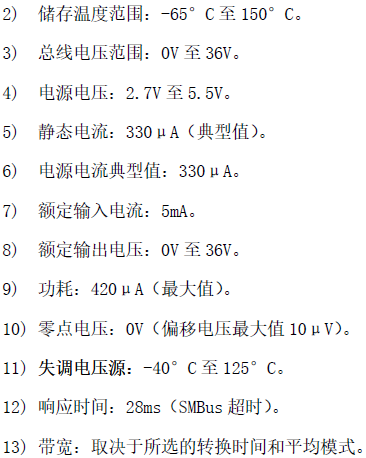 2) 储存温度范围：-65°C 至 150°C。
3) 总线电压范围：0V 至 36V。
4) 电源电压：2.7V 至 5.5V。
5) 静态电流：330μA（典型值）。
6) 电源电流典型值：330μA。
7) 额定输入电流：5mA。
8) 额定输出电压：0V 至 36V。
9) 功耗：420μA（最大值）。
10) 零点电压：0V（偏移电压最大值 10μV）。
11) 失调电压源：-40°C 至 125°C。
12) 响应时间：28ms（SMBus 超时）。
13) 带宽：取决于所选的转换时间和平均模式。